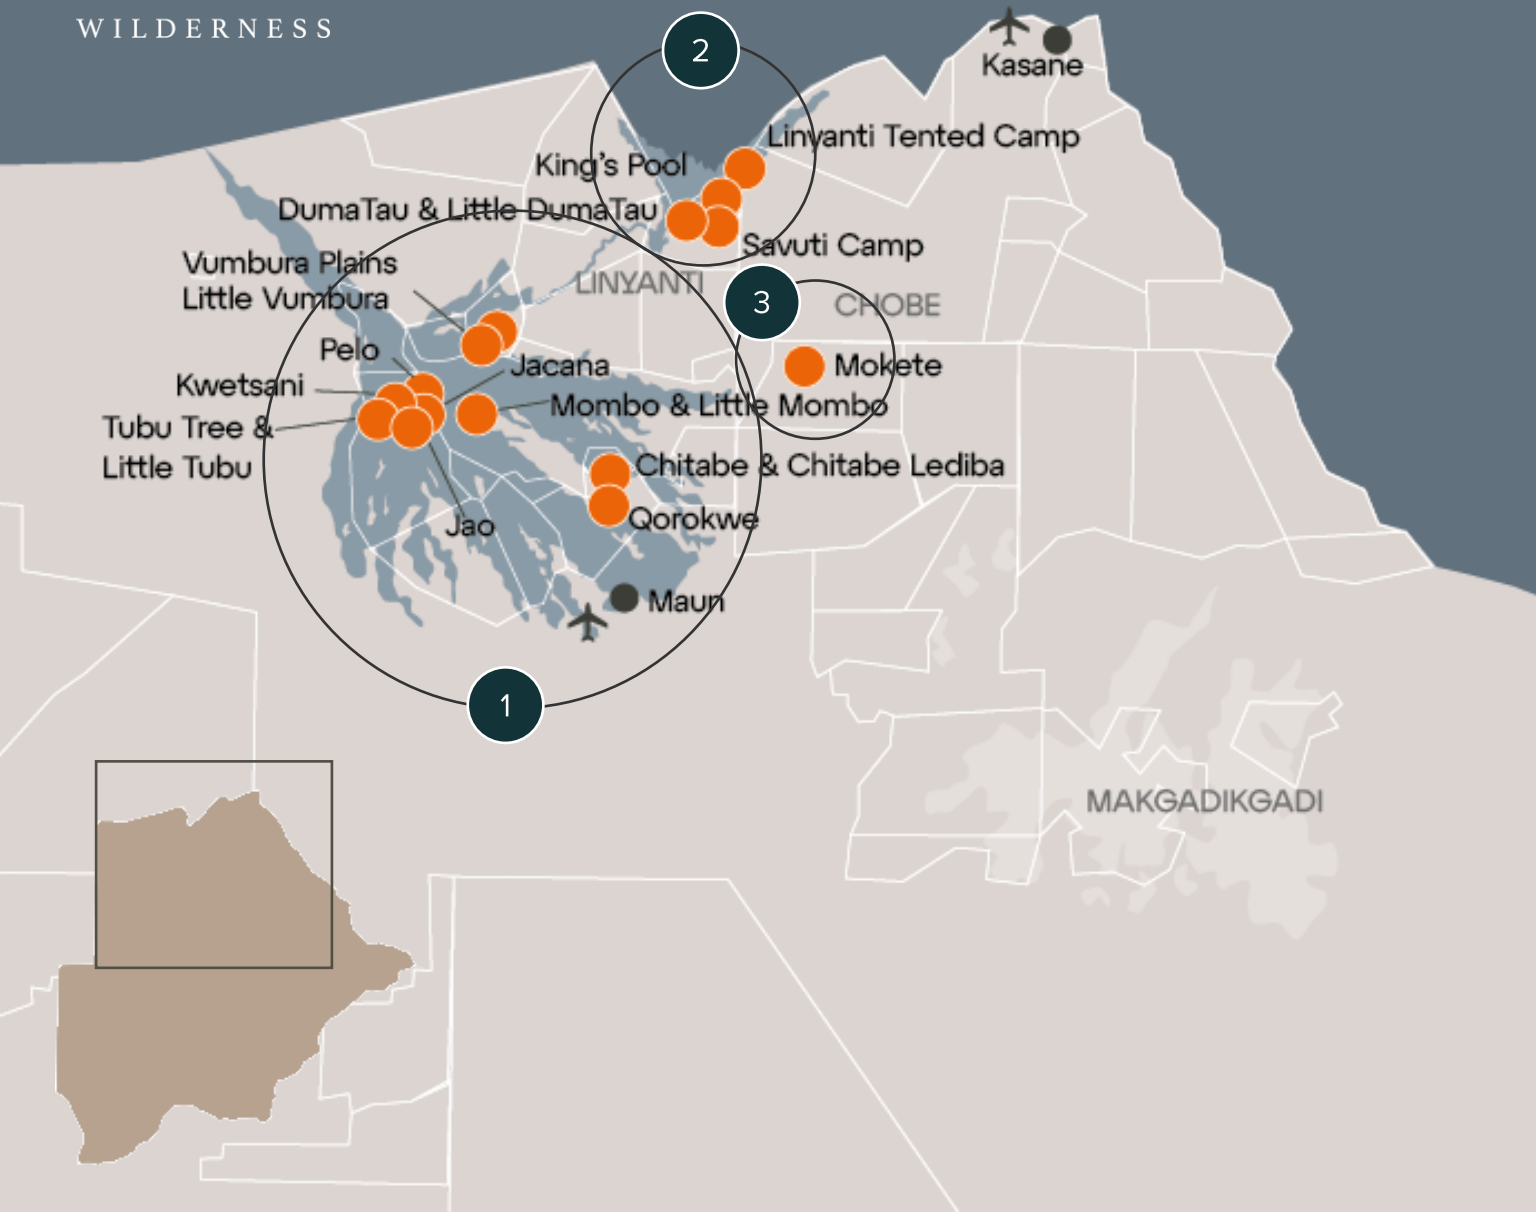 WILDERNESS
2
Kasane
Linyanti Tented Camp
King's Pool
DumaTau & Little DumaTau
Savuti Camp
Vumbura Plains
Little Vumbura
LINYANTI
3
CHOBE
Pelo
Jacana
Mokete
Kwetsani
Mombo & Little Mombo
Tubu Tree &
Little Tubu
Chitabe & Chitabe Lediba
Qorokwe
Jao
Maun
1
MAKGADIKGADI